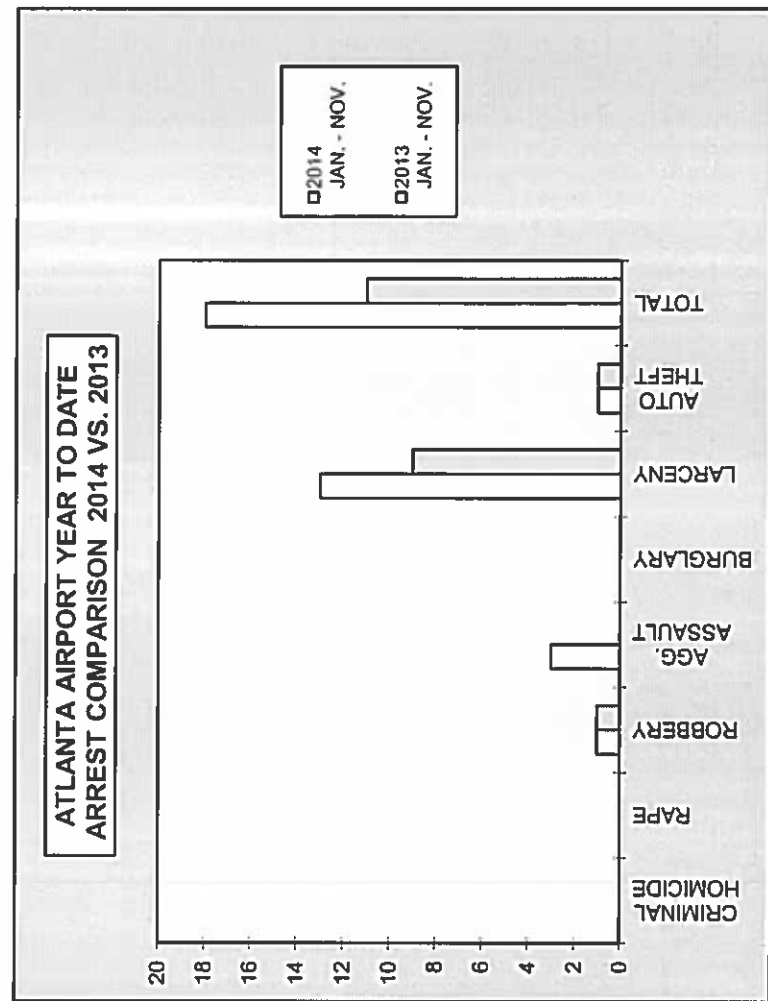 ATLANTA AIRPORT YEAR TO DATE
ARREST COMPARISON 2014 VS. 2013
20
18
16
14
12
10
8
6
4
2
0
CRIMINAL
HOMICIDE
RAPE
ROBBERY
AGG.
ASSAULT
BURGLARY
LARCENY
AUTO
THEFT
TOTAL
2014
JAN. - NOV.
2013
JAN. - NOV.